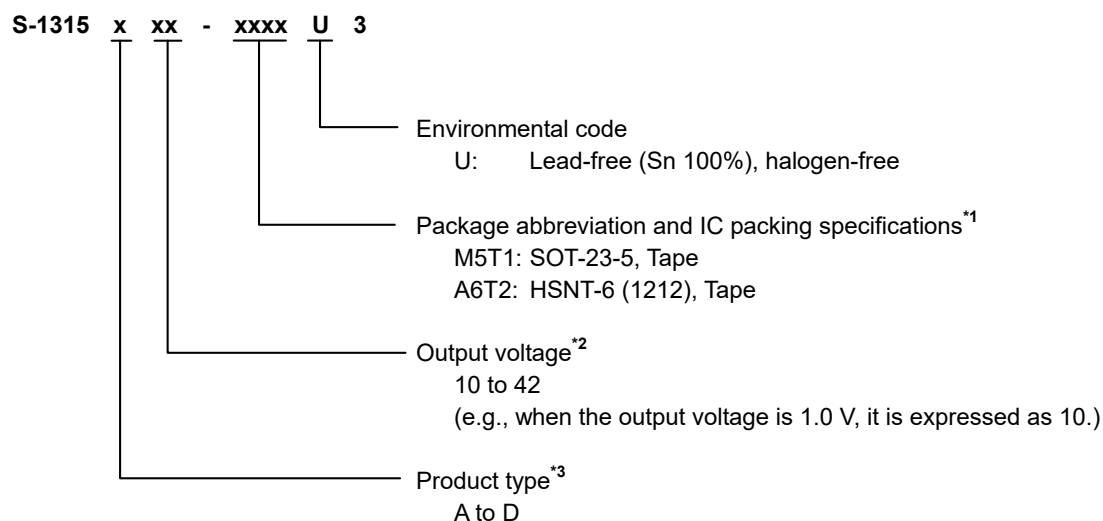 S-1315 x xx - xxxx U 3
Environmental code
U: Lead-free (Sn 100%), halogen-free
Package abbreviation and IC packing specifications*1
M5T1: SOT-23-5, Tape
A6T2: HSNT-6 (1212), Tape
Output voltage*2
10 to 42
(e.g., when the output voltage is 1.0 V, it is expressed as 10.)
Product type*3
A to D